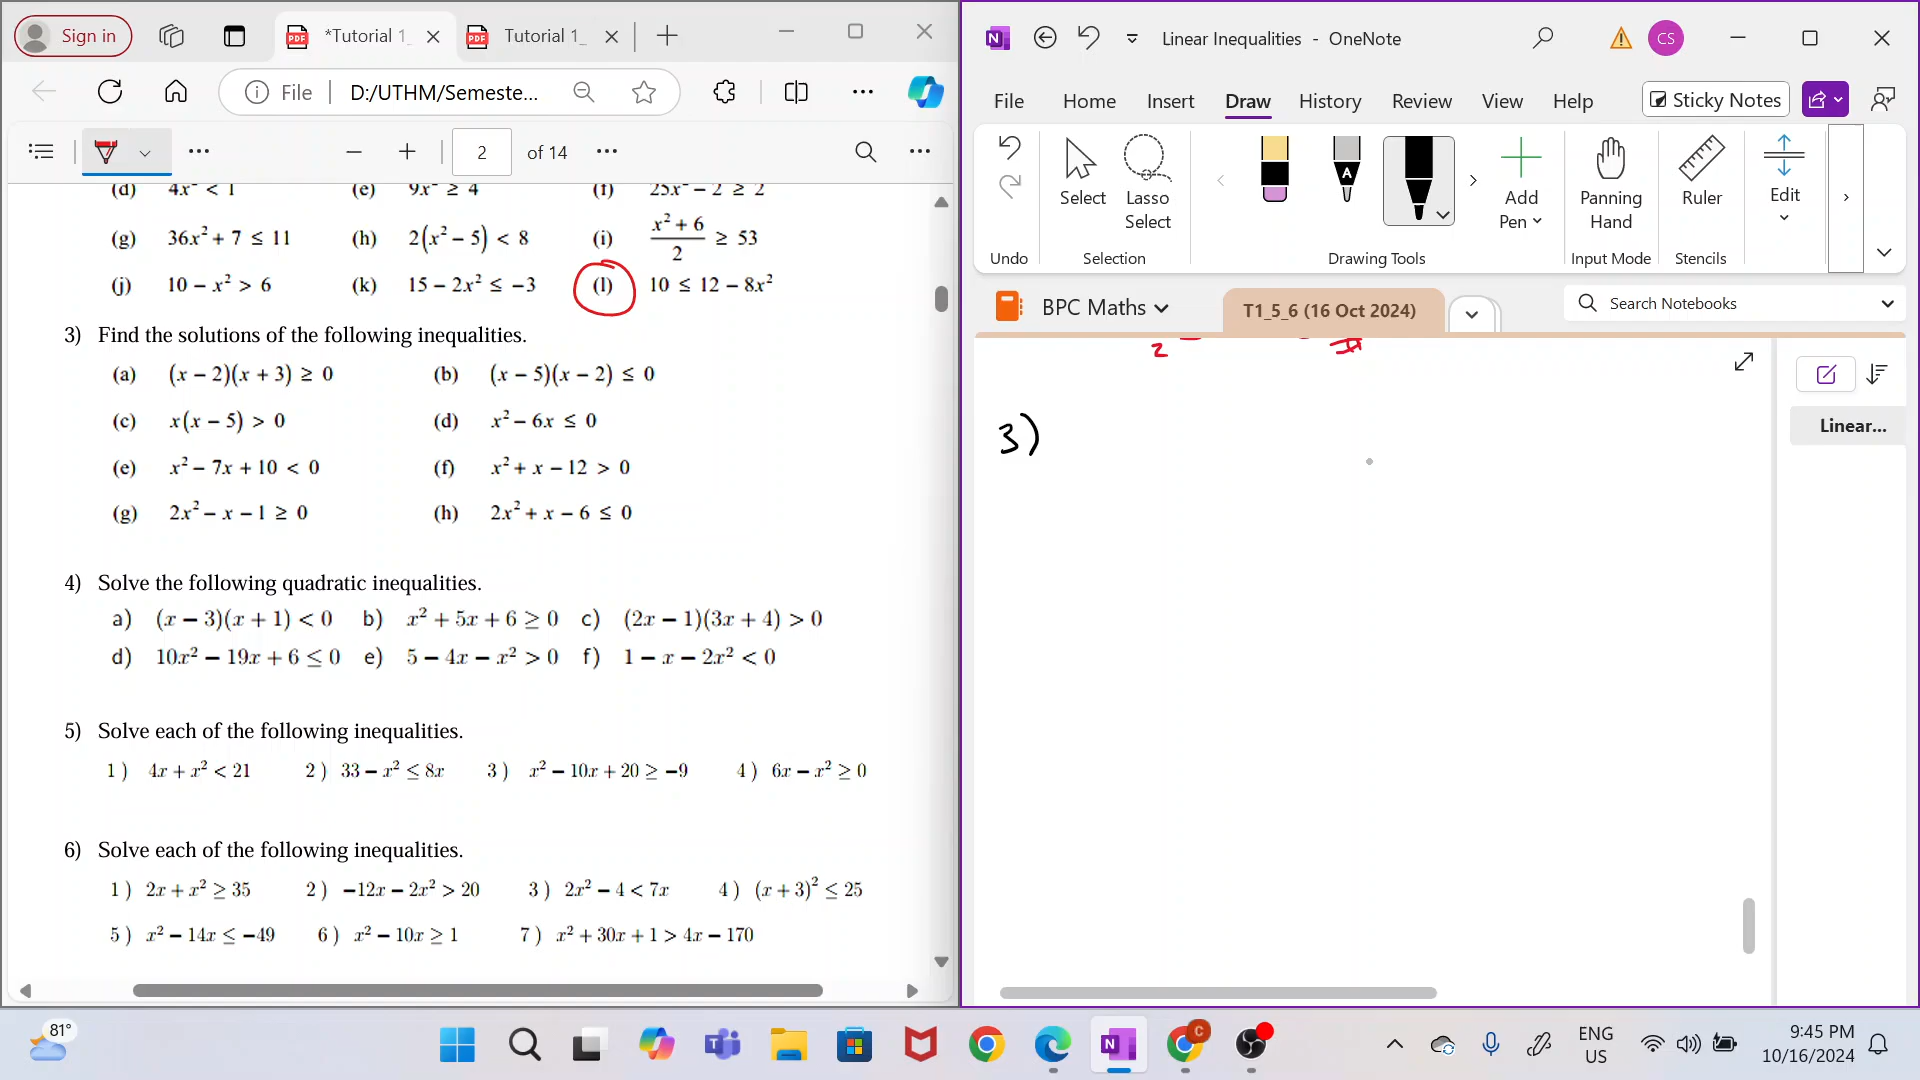 Sign in
*Tutorial 1_
Tutorial 1_
File
D:/UTHM/Semeste...
2 of 14
(d) 4x² < 1 (e) 9x² ≥ 4 (f) 25x² − 2 ≥ 2
(g) 36x² + 7 ≤ 11 (h) 2(x² − 5) < 8 (i) (x² + 6)/2 ≥ 53
(j) 10 − x² > 6 (k) 15 − 2x² ≤ −3 (l) 10 ≤ 12 − 8x²
3) Find the solutions of the following inequalities.
(a) (x − 2)(x + 3) ≥ 0 (b) (x − 5)(x − 2) ≤ 0
(c) x(x − 5) > 0 (d) x² − 6x ≤ 0
(e) x² − 7x + 10 < 0 (f) x² + x − 12 > 0
(g) 2x² − x − 1 ≥ 0 (h) 2x² + x − 6 ≤ 0
4) Solve the following quadratic inequalities.
a) (x − 3)(x + 1) < 0 b) x² + 5x + 6 ≥ 0 c) (2x − 1)(3x + 4) > 0
d) 10x² − 19x + 6 ≤ 0 e) 5 − 4x − x² > 0 f) 1 − x − 2x² < 0
5) Solve each of the following inequalities.
1 ) 4x + x² < 21 2 ) 33 − x² ≤ 8x 3 ) x² − 10x + 20 ≥ −9 4 ) 6x − x² ≥ 0
6) Solve each of the following inequalities.
1 ) 2x + x² ≥ 35 2 ) −12x − 2x² > 20 3 ) 2x² − 4 < 7x 4 ) (x + 3)² ≤ 25
5 ) x² − 14x ≤ −49 6 ) x² − 10x ≥ 1 7 ) x² + 30x + 1 > 4x − 170
Linear Inequalities - OneNote
CS
File Home Insert Draw History Review View Help
Sticky Notes
Select
Lasso Select
Add Pen
Panning Hand
Ruler
Edit
Undo
Selection
Drawing Tools
Input Mode
Stencils
BPC Maths
T1_5_6 (16 Oct 2024)
Search Notebooks
2
3)
Linear...
81°
ENG
US
9:45 PM
10/16/2024